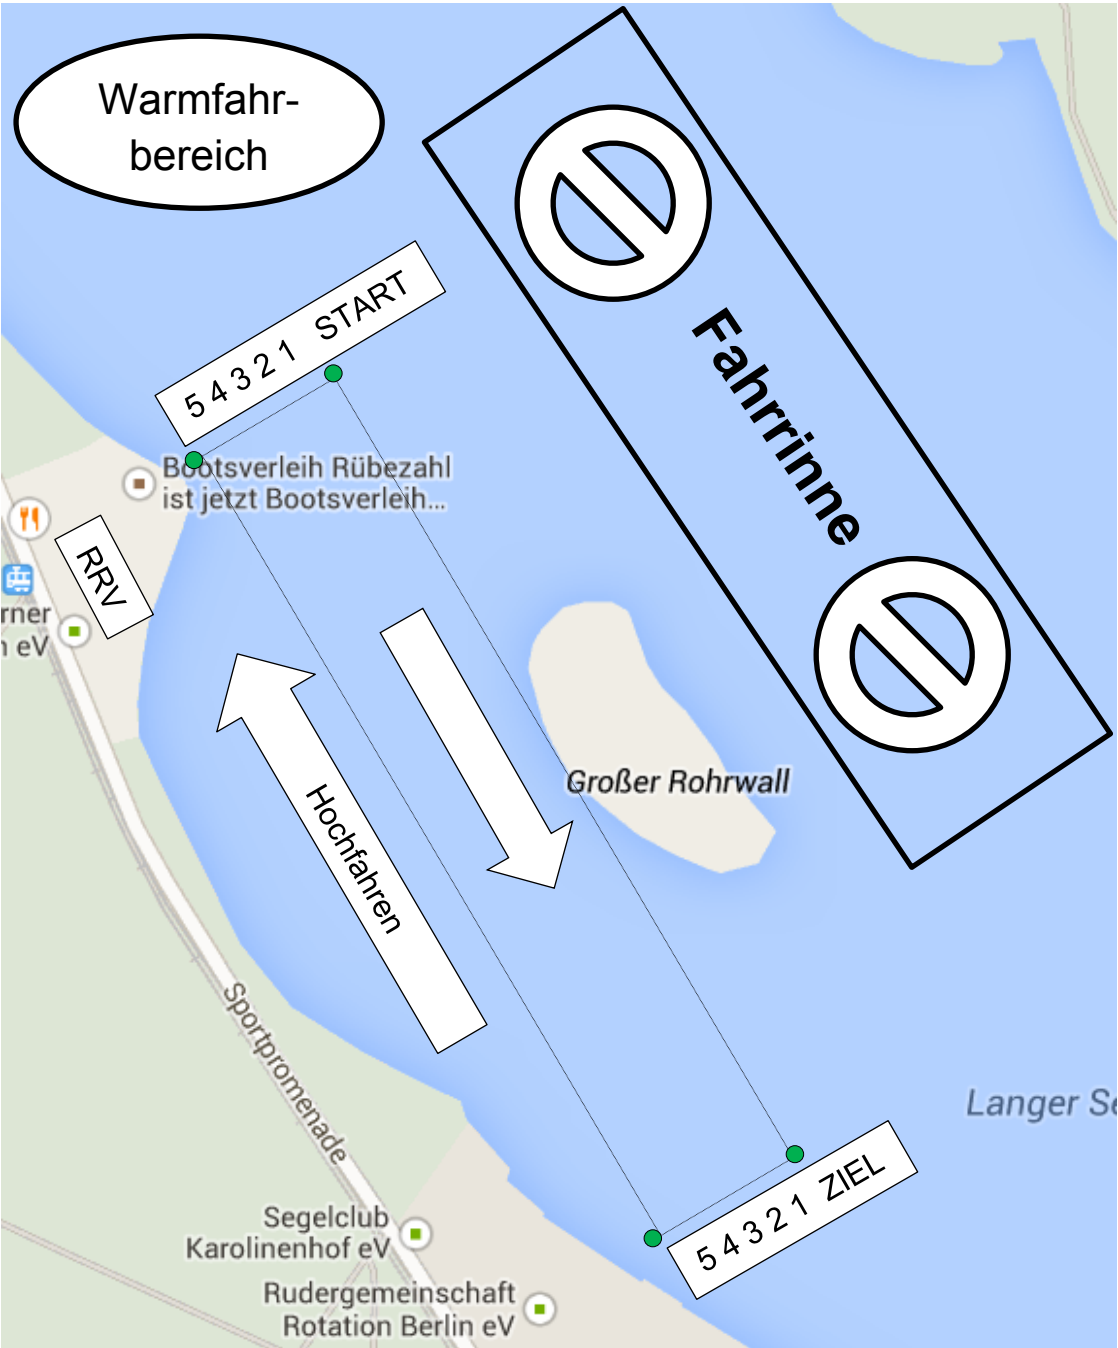 Warmfahr-
bereich
5 4 3 2 1 START
Fahrrinne
Bootsverleih Rübezahl
ist jetzt Bootsverleih...
RRV
rner
eV
Großer Rohrwall
Hochfahren
Sportpromenade
Langer Se
5 4 3 2 1 ZIEL
Segelclub
Karolinenhof eV
Rudergemeinschaft
Rotation Berlin eV